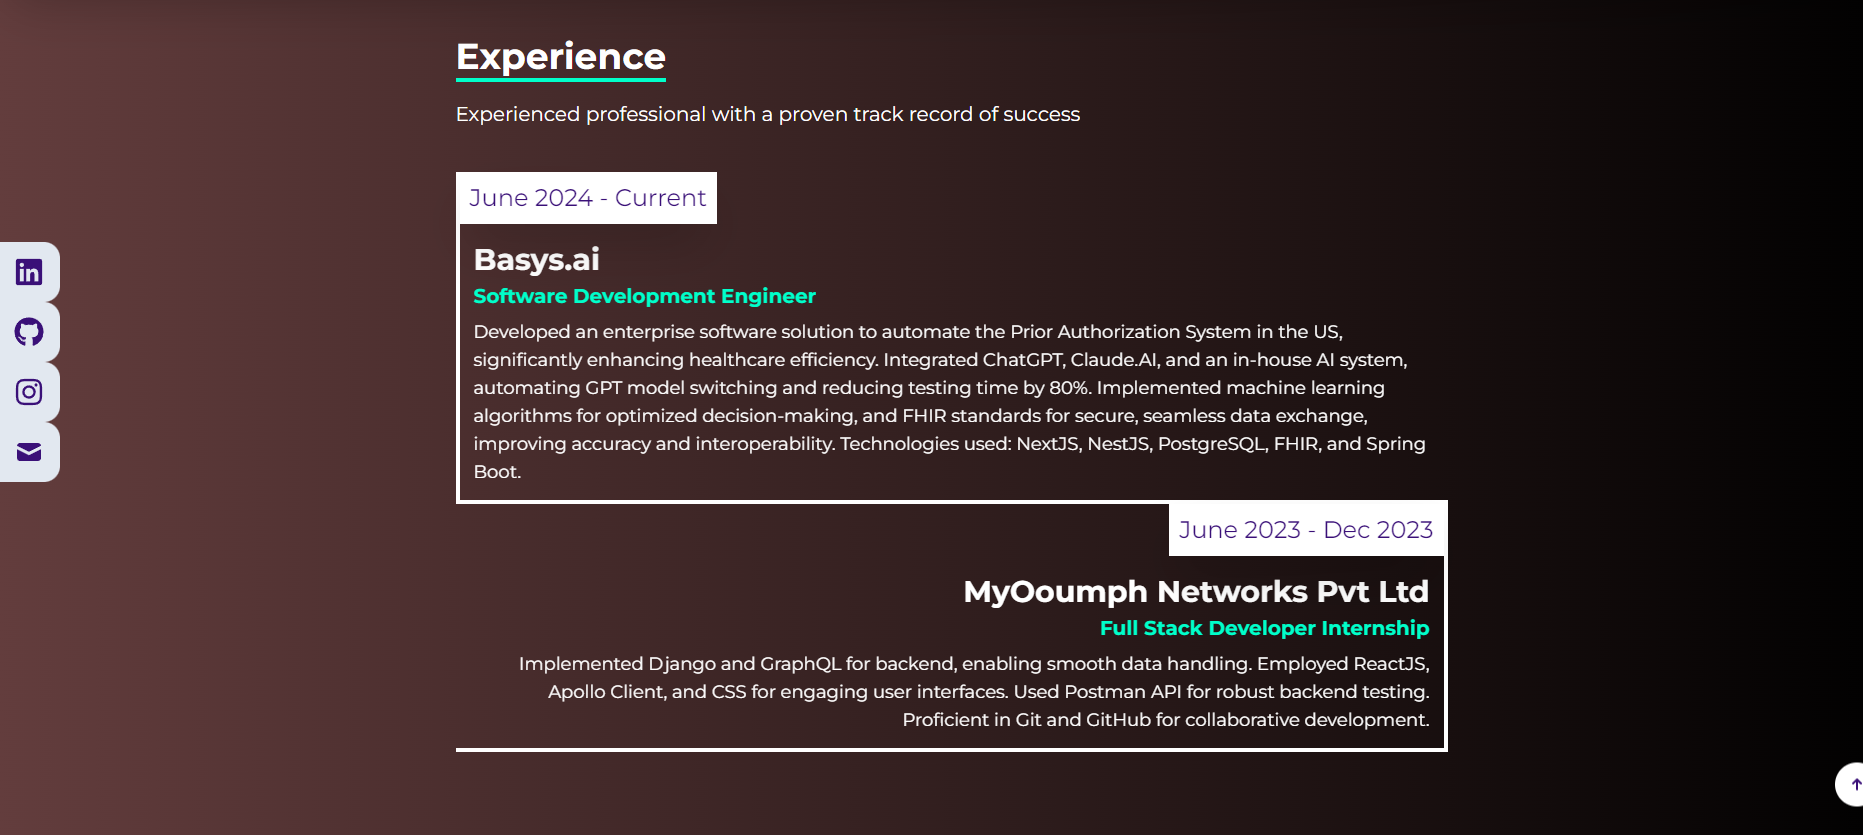 Experience
Experienced professional with a proven track record of success
June 2024 - Current
Basys.ai
Software Development Engineer
Developed an enterprise software solution to automate the Prior Authorization System in the US,
significantly enhancing healthcare efficiency. Integrated ChatGPT, Claude.AI, and an in-house AI system,
automating GPT model switching and reducing testing time by 80%. Implemented machine learning
algorithms for optimized decision-making, and FHIR standards for secure, seamless data exchange,
improving accuracy and interoperability. Technologies used: NextJS, NestJS, PostgreSQL, FHIR, and Spring
Boot.
June 2023 - Dec 2023
MyOoumph Networks Pvt Ltd
Full Stack Developer Internship
Implemented Django and GraphQL for backend, enabling smooth data handling. Employed ReactJS,
Apollo Client, and CSS for engaging user interfaces. Used Postman API for robust backend testing.
Proficient in Git and GitHub for collaborative development.